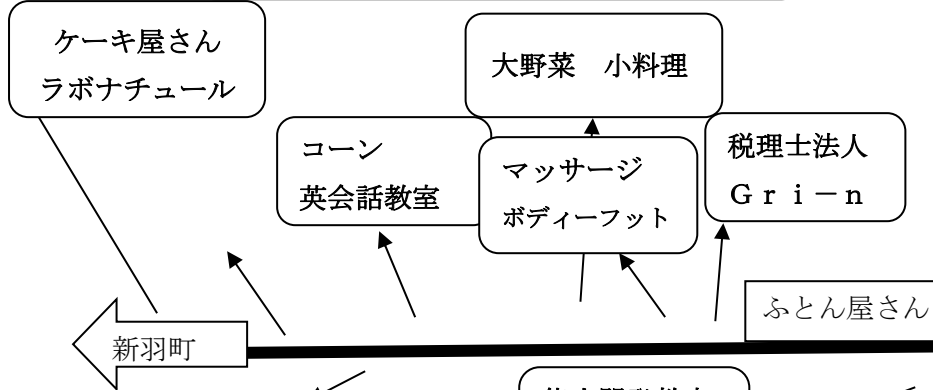 ケーキ屋さん
ラボナチュール
大野菜　小料理
コーン
英会話教室
マッサージ
ボディーフット
税理士法人
Ｇｒｉ－ｎ
ふとん屋さん
新羽町